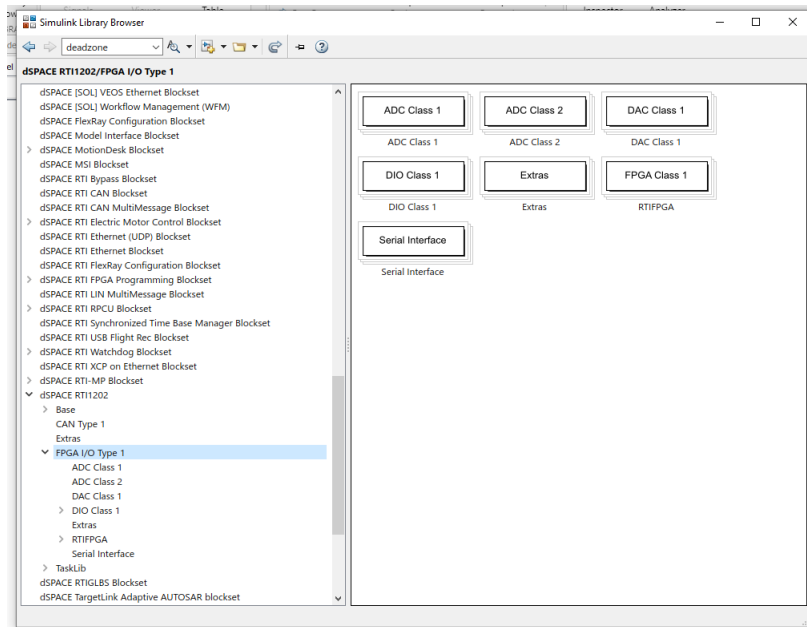 Simulink Library Browser
deadzone
dSPACE RTI1202/FPGA I/O Type 1
dSPACE [SOL] VEOS Ethernet Blockset
dSPACE [SOL] Workflow Management (WFM)
dSPACE FlexRay Configuration Blockset
dSPACE Model Interface Blockset
dSPACE MotionDesk Blockset
dSPACE MSI Blockset
dSPACE RTI Bypass Blockset
dSPACE RTI CAN Blockset
dSPACE RTI CAN MultiMessage Blockset
dSPACE RTI Electric Motor Control Blockset
dSPACE RTI Ethernet (UDP) Blockset
dSPACE RTI Ethernet Blockset
dSPACE RTI FlexRay Configuration Blockset
dSPACE RTI FPGA Programming Blockset
dSPACE RTI LIN MultiMessage Blockset
dSPACE RTI RPCU Blockset
dSPACE RTI Synchronized Time Base Manager Blockset
dSPACE RTI USB Flight Rec Blockset
dSPACE RTI Watchdog Blockset
dSPACE RTI XCP on Ethernet Blockset
dSPACE RTI-MP Blockset
dSPACE RTI1202
Base
CAN Type 1
Extras
FPGA I/O Type 1
ADC Class 1
ADC Class 2
DAC Class 1
DIO Class 1
Extras
RTIFPGA
Serial Interface
TaskLib
dSPACE RTIGLBS Blockset
dSPACE TargetLink Adaptive AUTOSAR blockset
ADC Class 1 ADC Class 2 DAC Class 1
ADC Class 1 ADC Class 2 DAC Class 1
DIO Class 1 Extras FPGA Class 1
DIO Class 1 Extras RTIFPGA
Serial Interface
Serial Interface